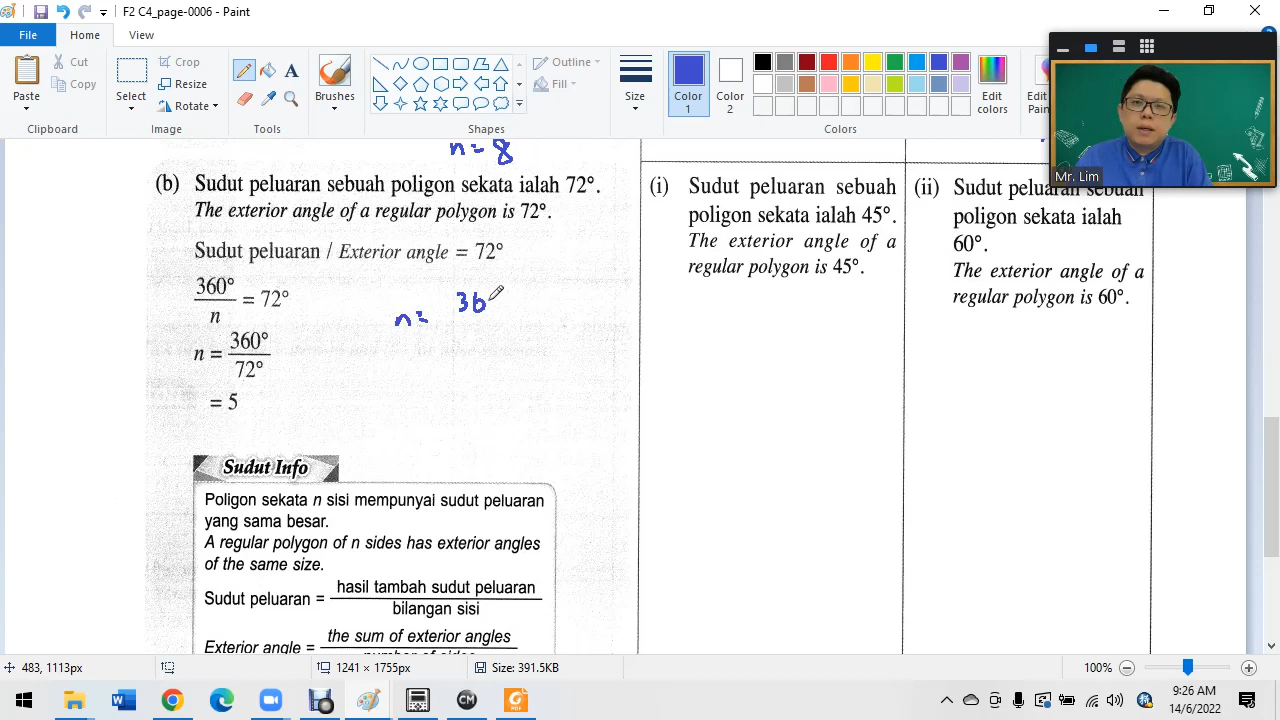 F2 C4_page-0006 - Paint
File
Home
View
Paste
Cut
Copy
Clipboard
Select
Crop
Resize
Rotate
Image
Tools
Brushes
Shapes
Outline
Fill
Size
Color 1
Color 2
Edit colors
Colors
Mr. Lim
n = 8
(b) Sudut peluaran sebuah poligon sekata ialah 72°.
The exterior angle of a regular polygon is 72°.
Sudut peluaran / Exterior angle = 72°
360°
n
= 72°
n =
360°
72°
= 5
n =
36
Sudut Info
Poligon sekata n sisi mempunyai sudut peluaran
yang sama besar.
A regular polygon of n sides has exterior angles
of the same size.
Sudut peluaran =
hasil tambah sudut peluaran
bilangan sisi
Exterior angle =
the sum of exterior angles
(i) Sudut peluaran sebuah
poligon sekata ialah 45°.
The exterior angle of a
regular polygon is 45°.
(ii) Sudut peluaran sebuah
poligon sekata ialah
60°.
The exterior angle of a
regular polygon is 60°.
483, 1113px
1241 × 1755px
Size: 391.5KB
100%
9:26 AM
14/6/2022